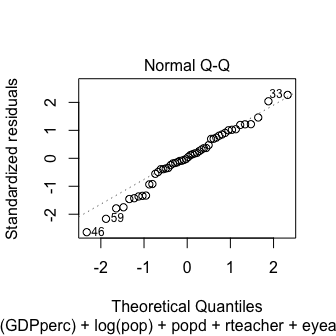 Normal Q-Q
Standardized residuals
2
1
0
-1
-2
33
59
46
-2 -1 0 1 2
Theoretical Quantiles
(GDPperc) + log(pop) + popd + rteacher + eyea